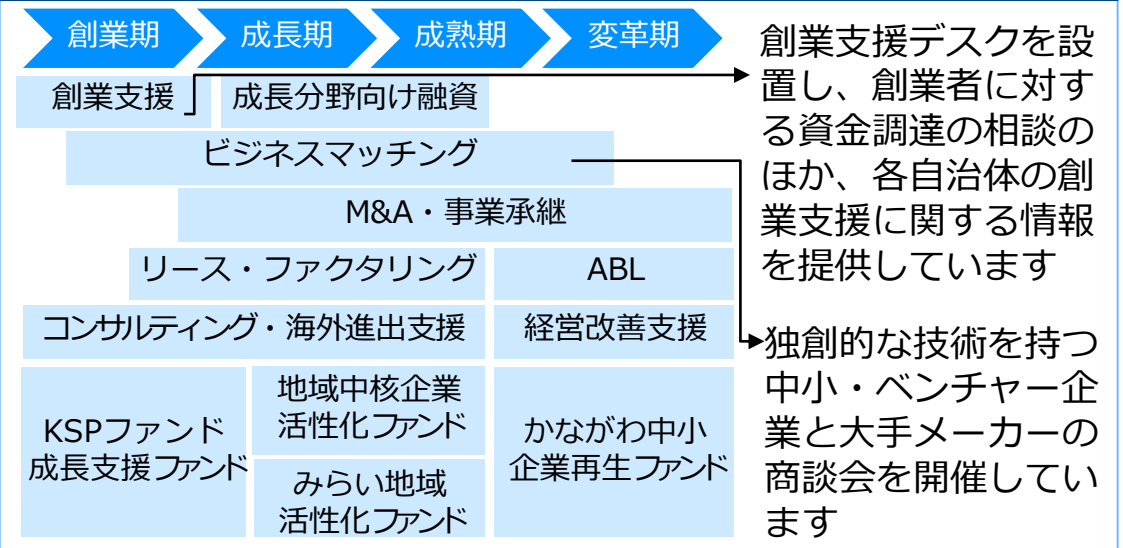 創業期
成長期
成熟期
変革期
創業支援
成長分野向け融資
ビジネスマッチング
M&A・事業承継
リース・ファクタリング
ABL
コンサルティング・海外進出支援
経営改善支援
KSPファンド
成長支援ファンド
地域中核企業
活性化ファンド
みらい地域
活性化ファンド
かながわ中小
企業再生ファンド
創業支援デスクを設
置し、創業者に対す
る資金調達の相談の
ほか、各自治体の創
業支援に関する情報
を提供しています
独創的な技術を持つ
中小・ベンチャー企
業と大手メーカーの
商談会を開催してい
ます